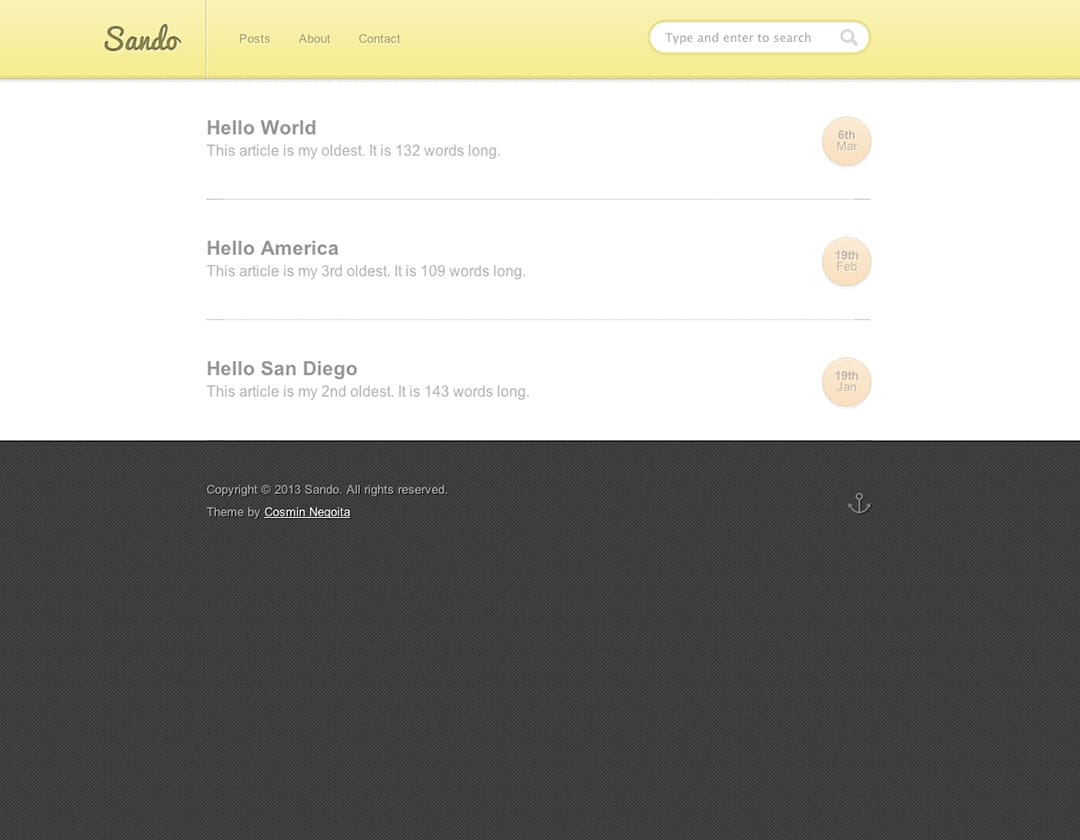 Sando
Posts
About
Contact
Type and enter to search
Hello World
This article is my oldest. It is 132 words long.
6th
Mar
Hello America
This article is my 3rd oldest. It is 109 words long.
19th
Feb
Hello San Diego
This article is my 2nd oldest. It is 143 words long.
19th
Jan
Copyright © 2013 Sando. All rights reserved.
Theme by Cosmin Negoita